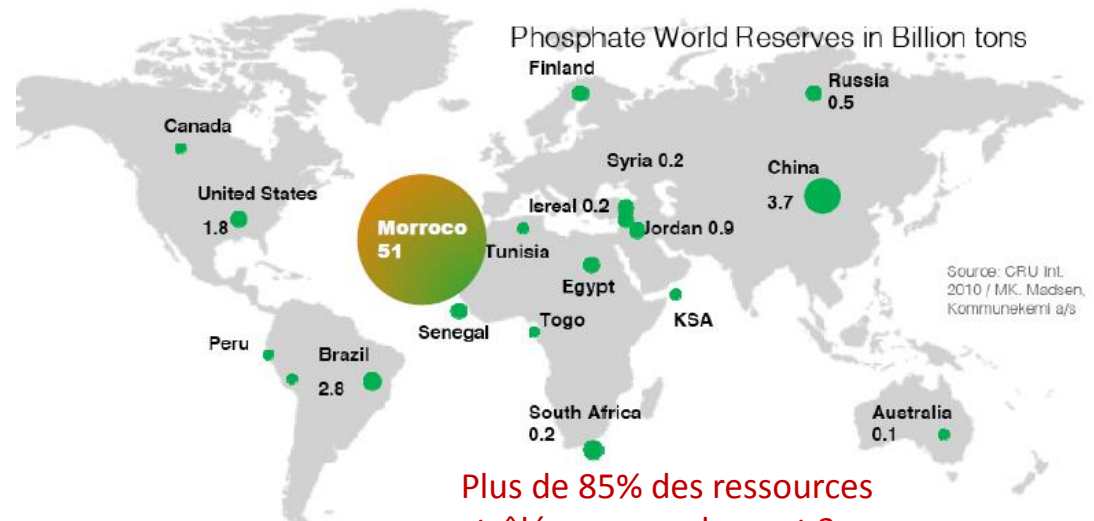 Phosphate World Reserves in Billion tons
Finland
Russia
0.5
Canada
Syria 0.2
China
3.7
United States
1.8
Isreal 0.2
Morroco
51
Jordan 0.9
Tunisia
Egypt
Source: CRU Int.
2010 / MK. Madsen,
Kommunekemi a/s
KSA
Senegal
Togo
Peru
Brazil
2.8
South Africa
0.2
Australia
0.1
Plus de 85% des ressources